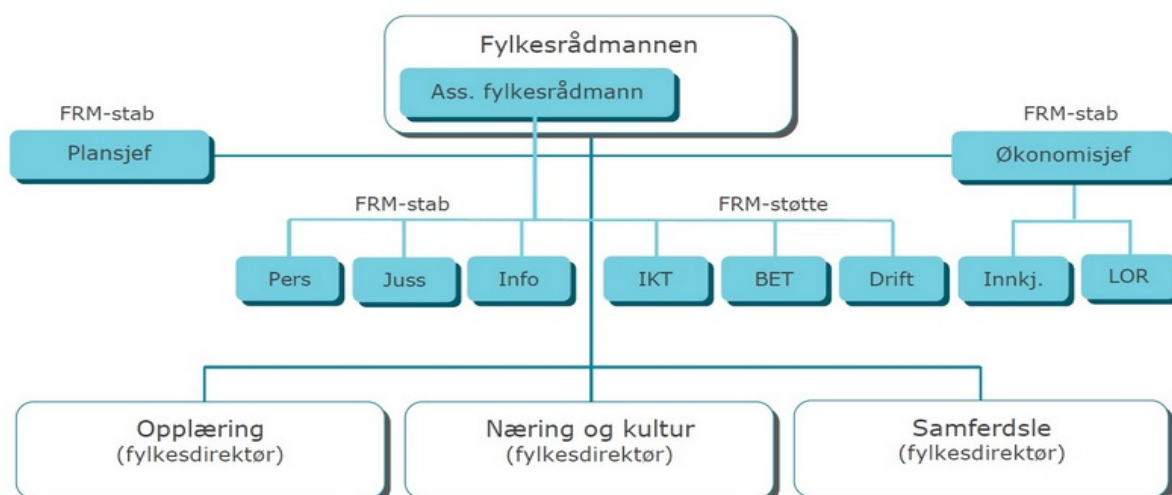 Fylkesrådmannen
Ass. fylkesrådmann
FRM-stab
Plansjef
FRM-stab
Økonomisjef
FRM-stab
FRM-støtte
Pers
Juss
Info
IKT
BET
Drift
Innkj.
LOR
Opplæring
(fylkesdirektør)
Næring og kultur
(fylkesdirektør)
Samferdsle
(fylkesdirektør)